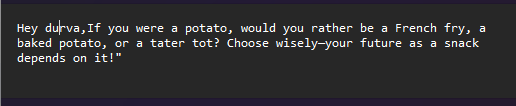 Hey durva,If you were a potato, would you rather be a French fry, a
baked potato, or a tater tot? Choose wisely—your future as a snack
depends on it!"